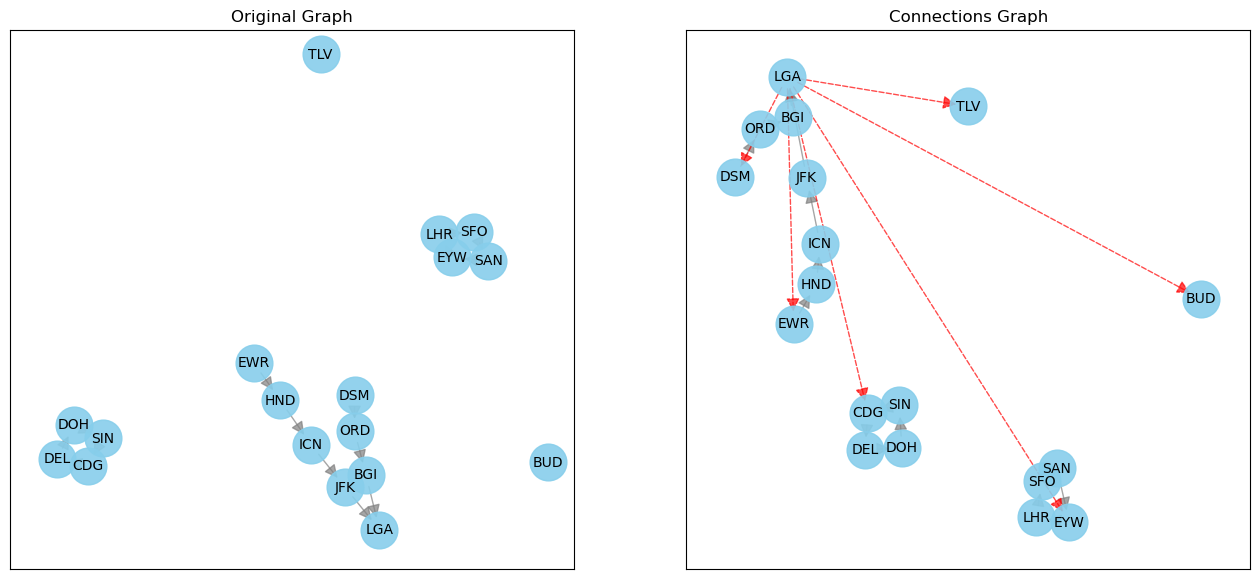 Original Graph
TLV
LHR
SFO
EYW
SAN
EWR
HND
DSM
DOH
SIN
ICN
ORD
DEL
CDG
BUD
JFK
BGI
LGA
Connections Graph
LGA
TLV
BGI
ORD
DSM
JFK
ICN
HND
BUD
EWR
CDG
SIN
DEL
DOH
SAN
SFO
LHR
EYW